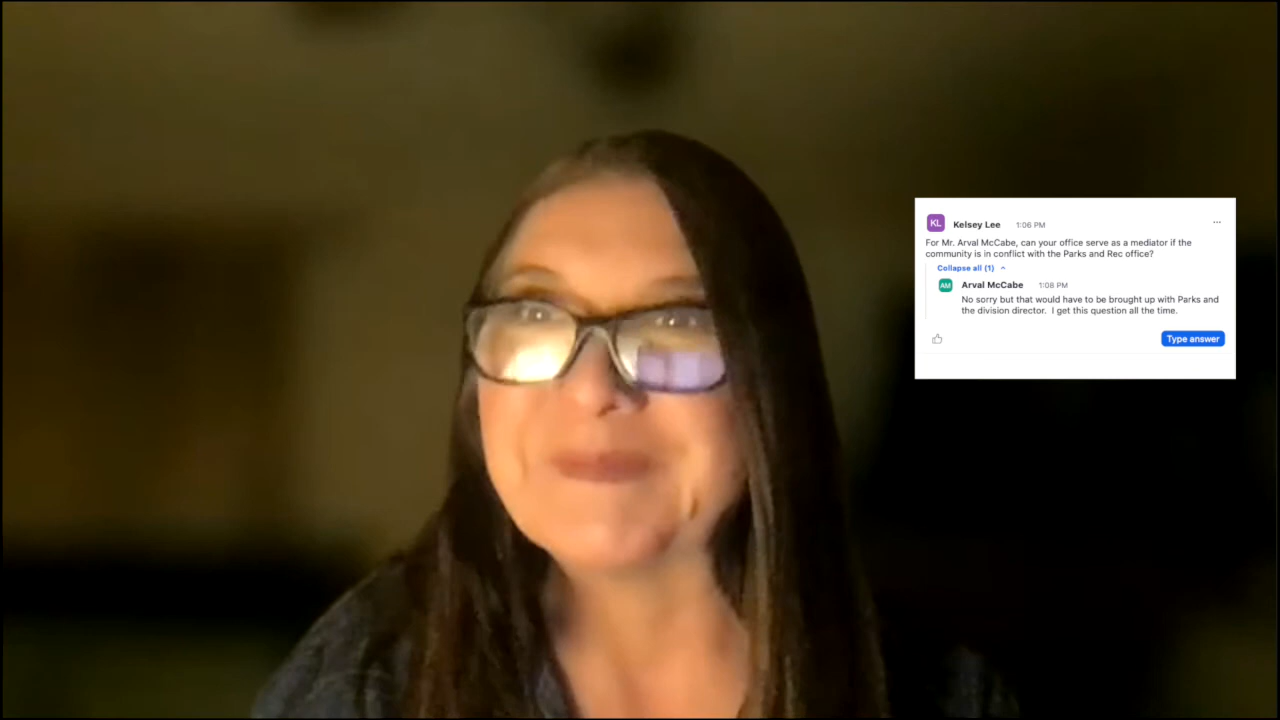 KL Kelsey Lee 1:06 PM ...
For Mr. Arval McCabe, can your office serve as a mediator if the
community is in conflict with the Parks and Rec office?
Collapse all (1)
AM Arval McCabe 1:08 PM
No sorry but that would have to be brought up with Parks and
the division director. I get this question all the time.
Type answer